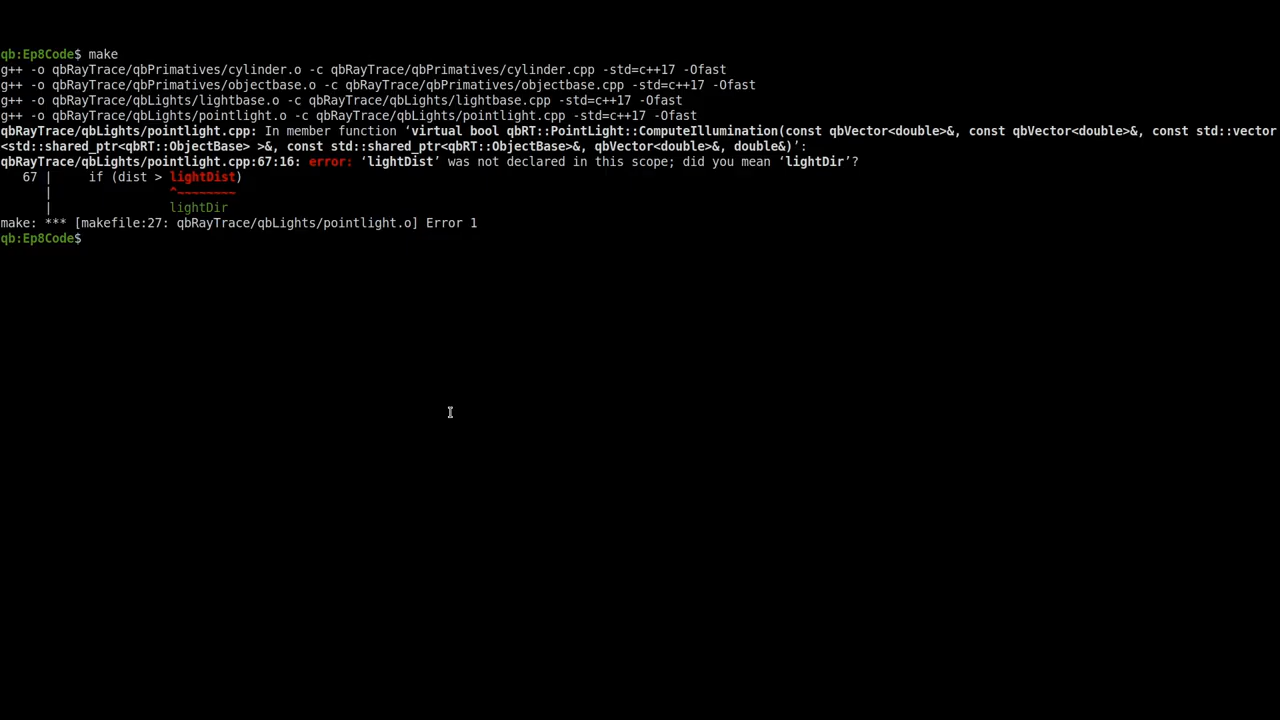 qb:Ep8Code$ make
g++ -o qbRayTrace/qbPrimatives/cylinder.o -c qbRayTrace/qbPrimatives/cylinder.cpp -std=c++17 -Ofast
g++ -o qbRayTrace/qbPrimatives/objectbase.o -c qbRayTrace/qbPrimatives/objectbase.cpp -std=c++17 -Ofast
g++ -o qbRayTrace/qbLights/lightbase.o -c qbRayTrace/qbLights/lightbase.cpp -std=c++17 -Ofast
g++ -o qbRayTrace/qbLights/pointlight.o -c qbRayTrace/qbLights/pointlight.cpp -std=c++17 -Ofast
qbRayTrace/qbLights/pointlight.cpp: In member function ‘virtual bool qbRT::PointLight::ComputeIllumination(const qbVector<double>&, const qbVector<double>&, const std::vector
<std::shared_ptr<qbRT::ObjectBase> >&, const std::shared_ptr<qbRT::ObjectBase>&, qbVector<double>&, double&)’:
qbRayTrace/qbLights/pointlight.cpp:67:16: error: ‘lightDist’ was not declared in this scope; did you mean ‘lightDir’?
   67 |     if (dist > lightDist)
      |                ^~~~~~~~~
      |                lightDir
make: *** [makefile:27: qbRayTrace/qbLights/pointlight.o] Error 1
qb:Ep8Code$